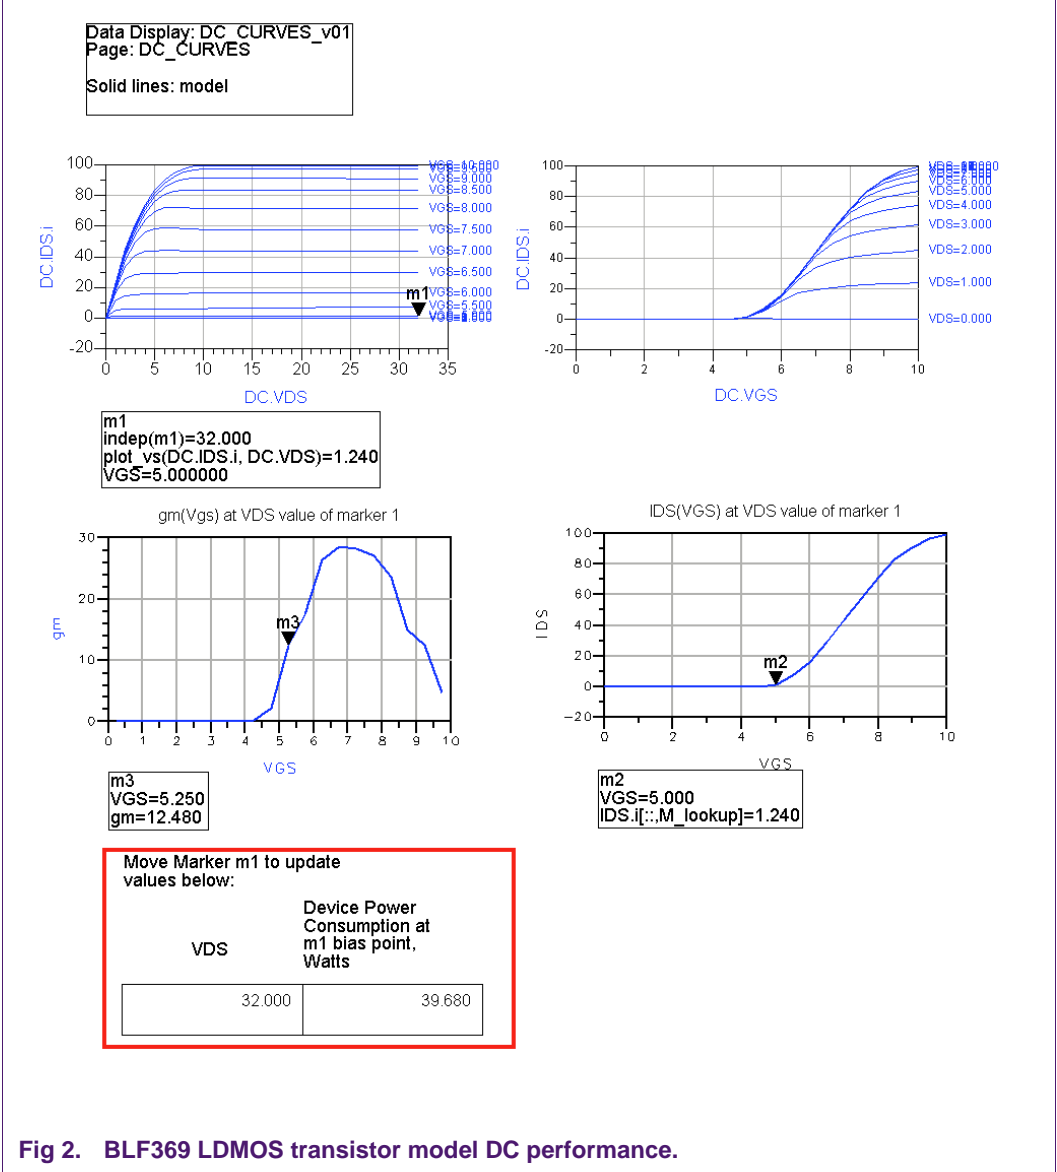 Data Display: DC_CURVES_v01
Page: DC_CURVES
Solid lines: model
100
80
60
40
20
0
-20
DC.IDS.i
0 5 10 15 20 25 30 35
DC.VDS
VGS=9.000
VGS=8.500
VGS=8.000
VGS=7.500
VGS=7.000
VGS=6.500
VGS=6.000
VGS=5.500
m1
100
80
60
40
20
0
-20
DC.IDS.i
0 2 4 6 8 10
DC.VGS
VDS=6.000
VDS=5.000
VDS=4.000
VDS=3.000
VDS=2.000
VDS=1.000
VDS=0.000
m1
indep(m1)=32.000
plot_vs(DC.IDS.i, DC.VDS)=1.240
VGS=5.000000
gm(Vgs) at VDS value of marker 1
30
20
10
0
gm
m3
0 1 2 3 4 5 6 7 8 9 10
VGS
IDS(VGS) at VDS value of marker 1
100
80
60
40
20
0
-20
IDS
m2
0 2 4 6 8 10
VGS
m3
VGS=5.250
gm=12.480
m2
VGS=5.000
IDS.i[::,M_lookup]=1.240
Move Marker m1 to update
values below:
VDS
Device Power
Consumption at
m1 bias point,
Watts
32.000
39.680
Fig 2. BLF369 LDMOS transistor model DC performance.